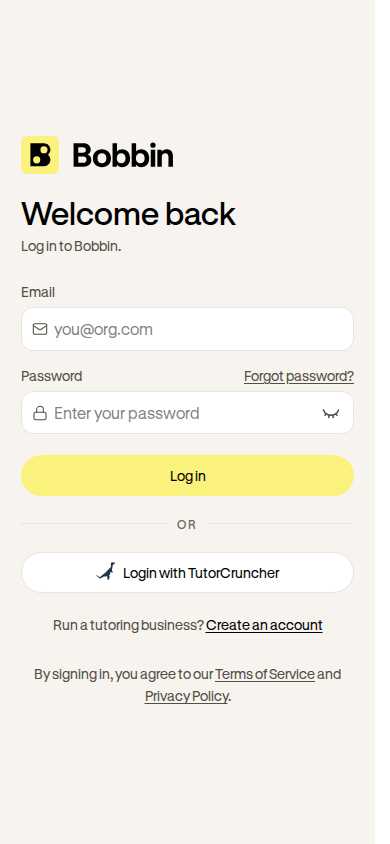 Bobbin
Welcome back
Log in to Bobbin.
Email
you@org.com
Password Forgot password?
Enter your password
Log in
OR
Login with TutorCruncher
Run a tutoring business? Create an account
By signing in, you agree to our Terms of Service and
Privacy Policy.